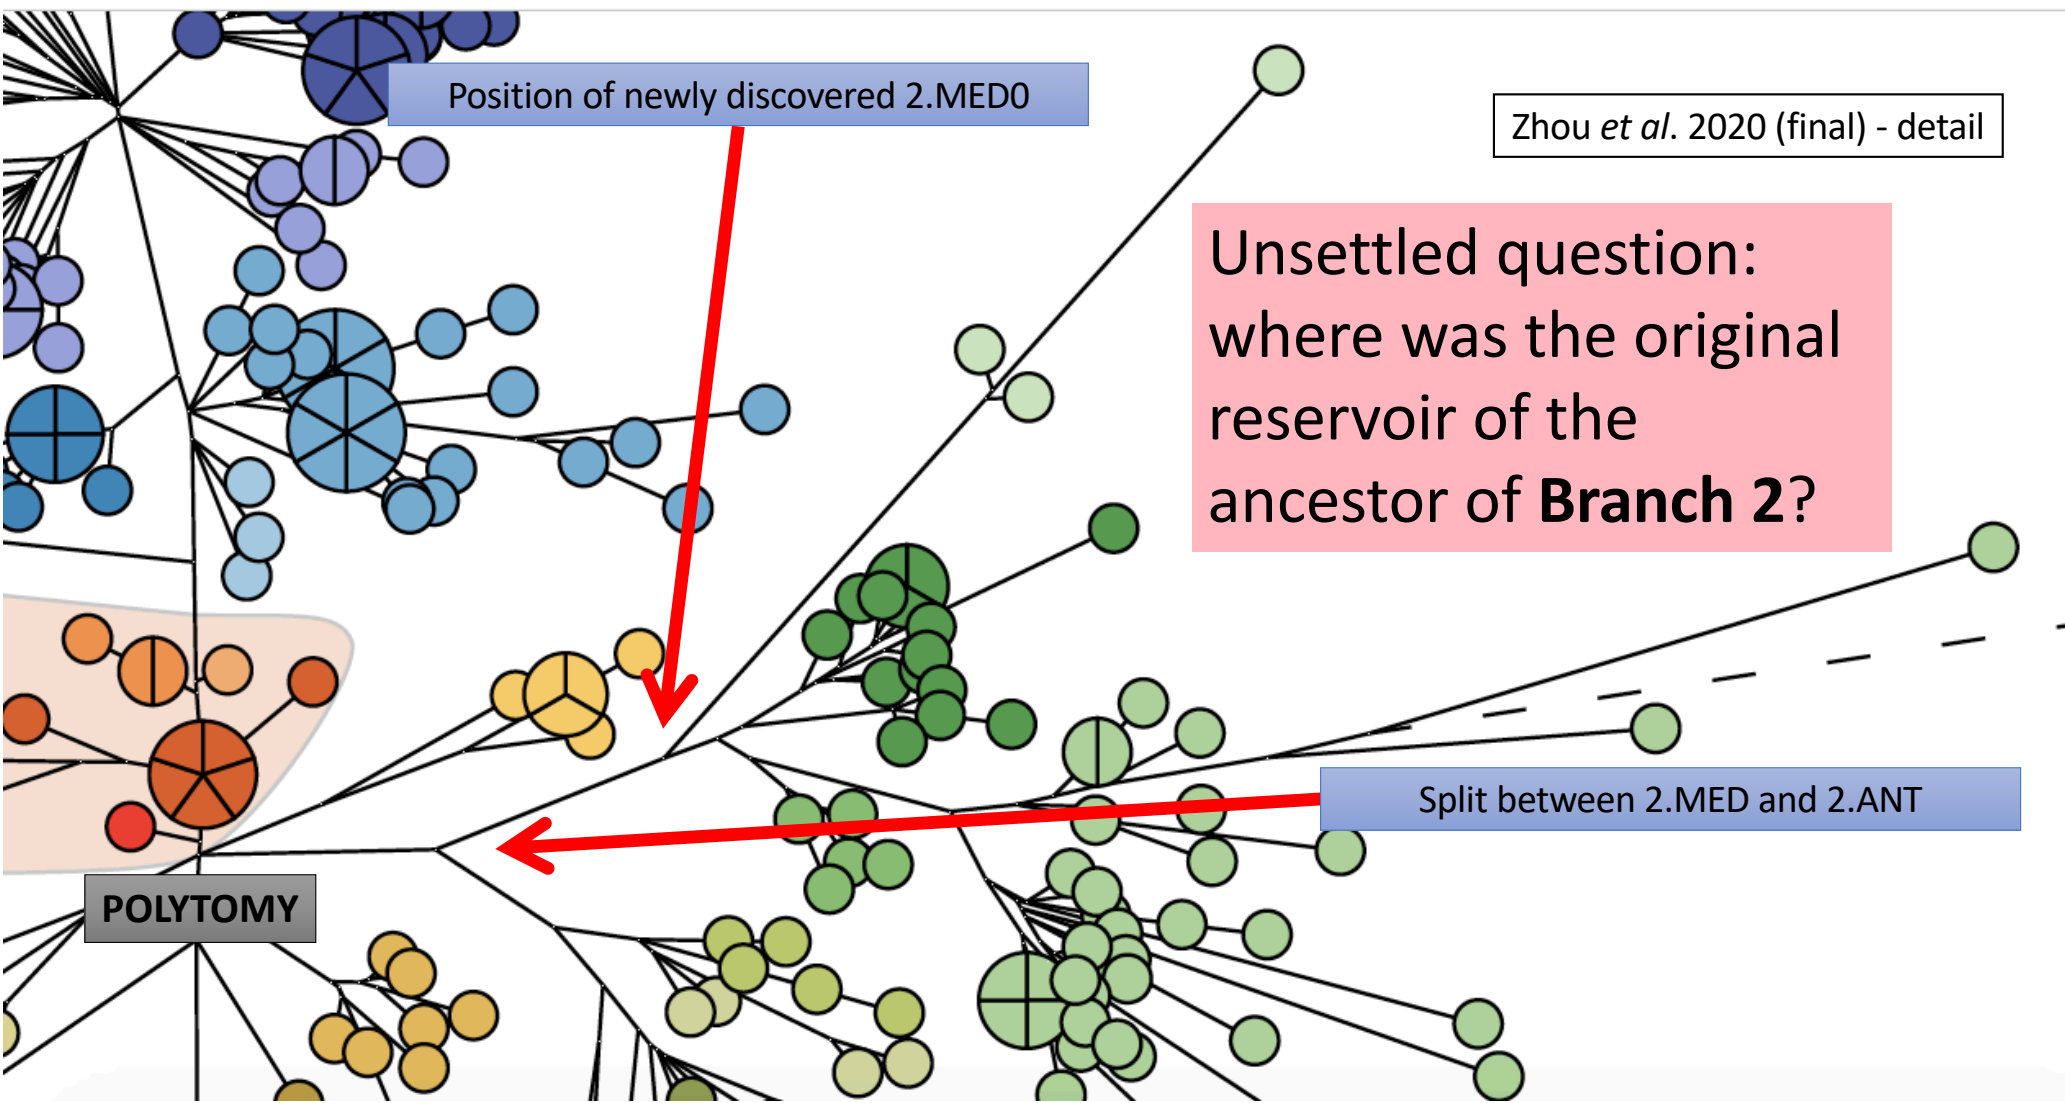 Position of newly discovered 2.MED0
Zhou et al. 2020 (final) - detail
Unsettled question:
where was the original
reservoir of the
ancestor of Branch 2?
Split between 2.MED and 2.ANT
POLYTOMY